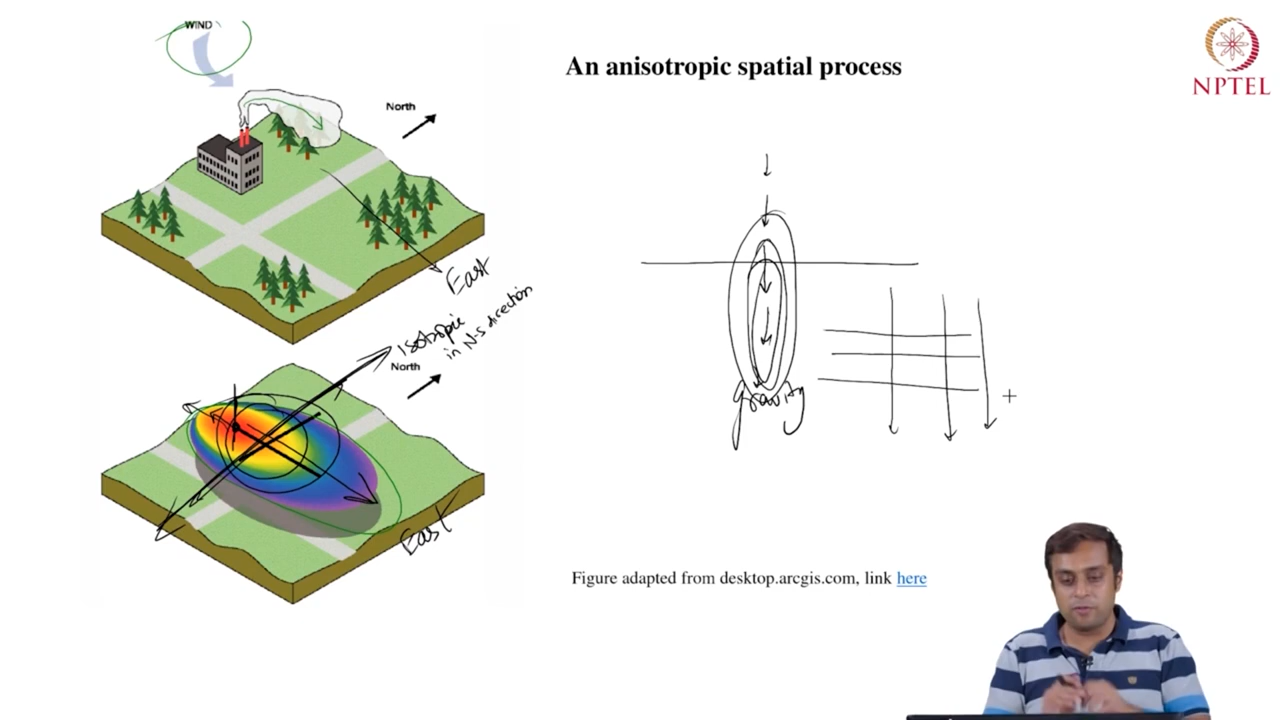 WIND
An anisotropic spatial process
NPTEL
North
East
isotropic
in N-S direction
North
gravity
East
Figure adapted from desktop.arcgis.com, link here